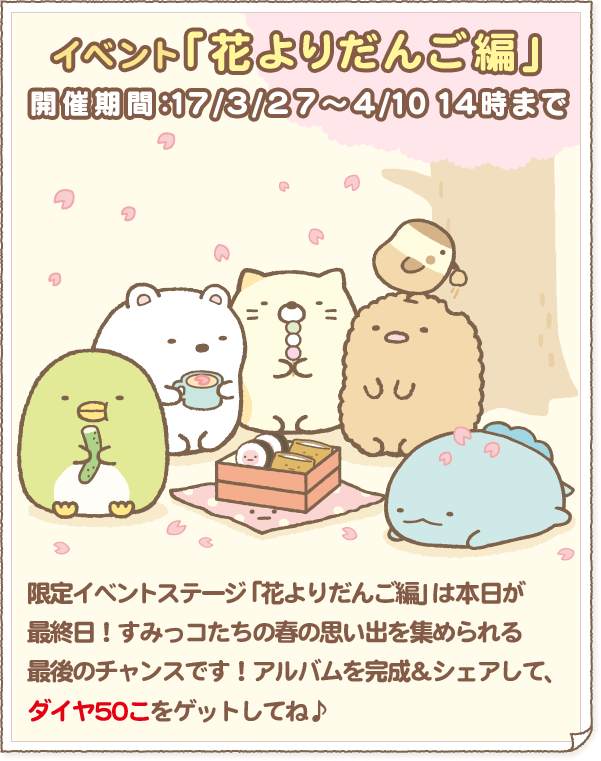 イベント「花よりだんご編」
開催期間:17/3/27～4/10 14時まで
限定イベントステージ「花よりだんご編」は本日が
最終日！すみっコたちの春の思い出を集められる
最後のチャンスです！アルバムを完成＆シェアして、
ダイヤ50こをゲットしてね♪